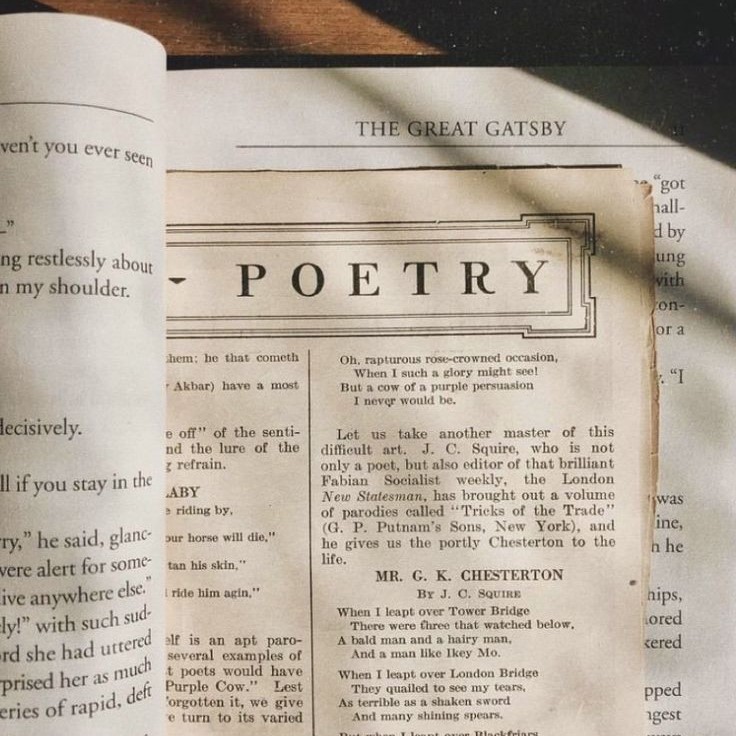 ven't you ever seen
"
ng restlessly about
n my shoulder.
decisively.
ll if you stay in the
ry," he said, glanc-
were alert for some-
ive anywhere else."
ly!" with such sud-
rd she had uttered
prised her as much
eries of rapid, deft
THE GREAT GATSBY
- POETRY
hem; he that cometh
Akbar) have a most
e off" of the senti-
nd the lure of the
refrain.
ABY
riding by,
our horse will die,"
tan his skin,"
ride him agin,"
elf is an apt paro-
several examples of
t poets would have
Purple Cow." Lest
forgotten it, we give
e turn to its varied
Oh, rapturous rose-crowned occasion,
When I such a glory might see!
But a cow of a purple persuasion
I never would be.
Let us take another master of this
difficult art. J. C. Squire, who is not
only a poet, but also editor of that brilliant
Fabian Socialist weekly, the London
New Statesman, has brought out a volume
of parodies called "Tricks of the Trade"
(G. P. Putnam's Sons, New York), and
he gives us the portly Chesterton to the
life.
MR. G. K. CHESTERTON
BY J. C. SQUIRE
When I leapt over Tower Bridge
There were three that watched below,
A bald man and a hairy man,
And a man like Ikey Mo.
When I leapt over London Bridge
They quailed to see my tears,
As terrible as a shaken sword
And many shining spears.
But when I leapt over Blackfriars
"got
hall-
d by
ung
with
on-
or a
"I
was
ine,
n he
hips,
ored
kered
pped
ngest